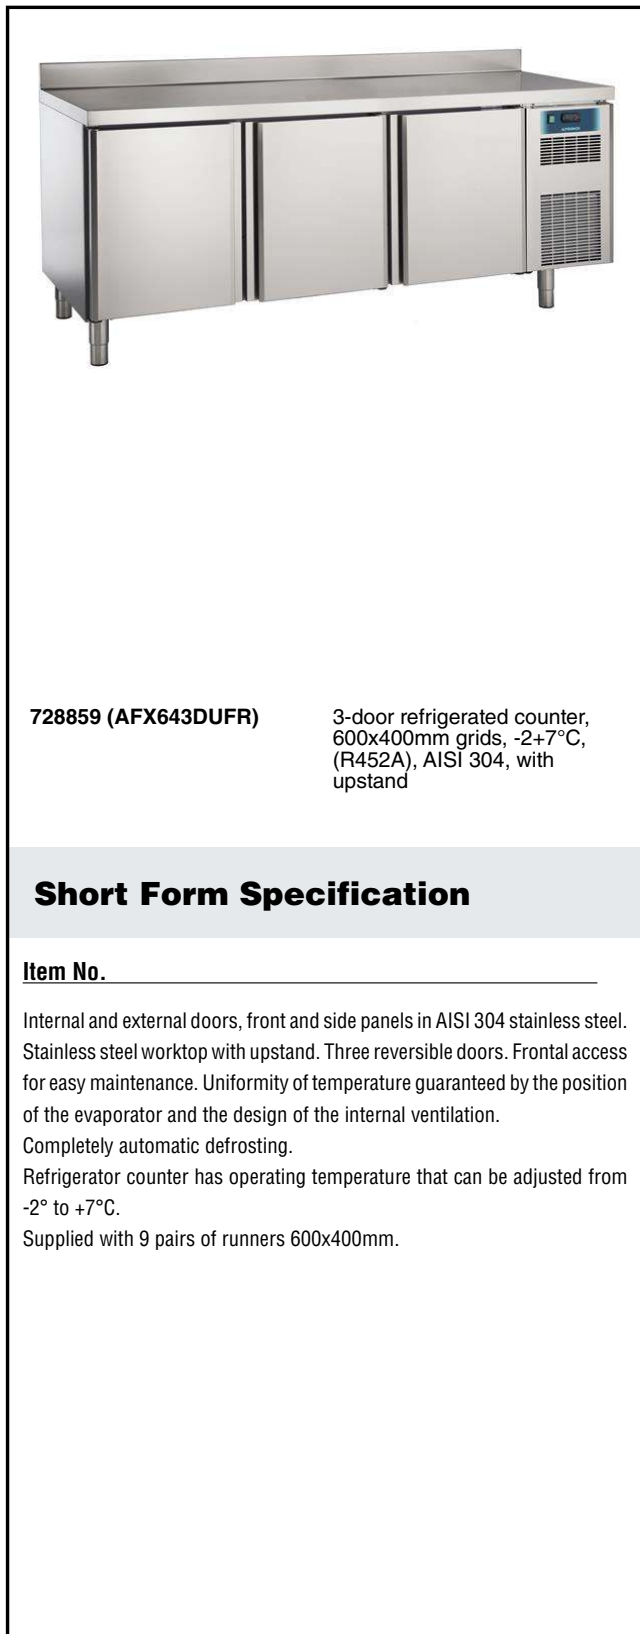 728859 (AFX643DUFR)
3-door refrigerated counter,
600x400mm grids, -2+7°C,
(R452A), AISI 304, with
upstand
Short Form Specification
Item No.
Internal and external doors, front and side panels in AISI 304 stainless steel.
Stainless steel worktop with upstand. Three reversible doors. Frontal access
for easy maintenance. Uniformity of temperature guaranteed by the position
of the evaporator and the design of the internal ventilation.
Completely automatic defrosting.
Refrigerator counter has operating temperature that can be adjusted from
-2° to +7°C.
Supplied with 9 pairs of runners 600x400mm.